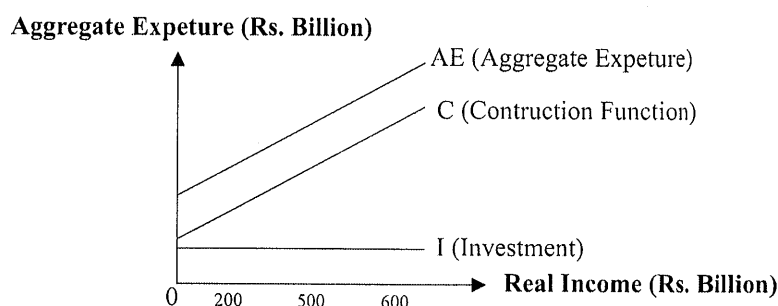 Aggregate Expeture (Rs. Billion)
AE (Aggregate Expeture)
C (Contruction Function)
I (Investment)
0 200 500 600
Real Income (Rs. Billion)